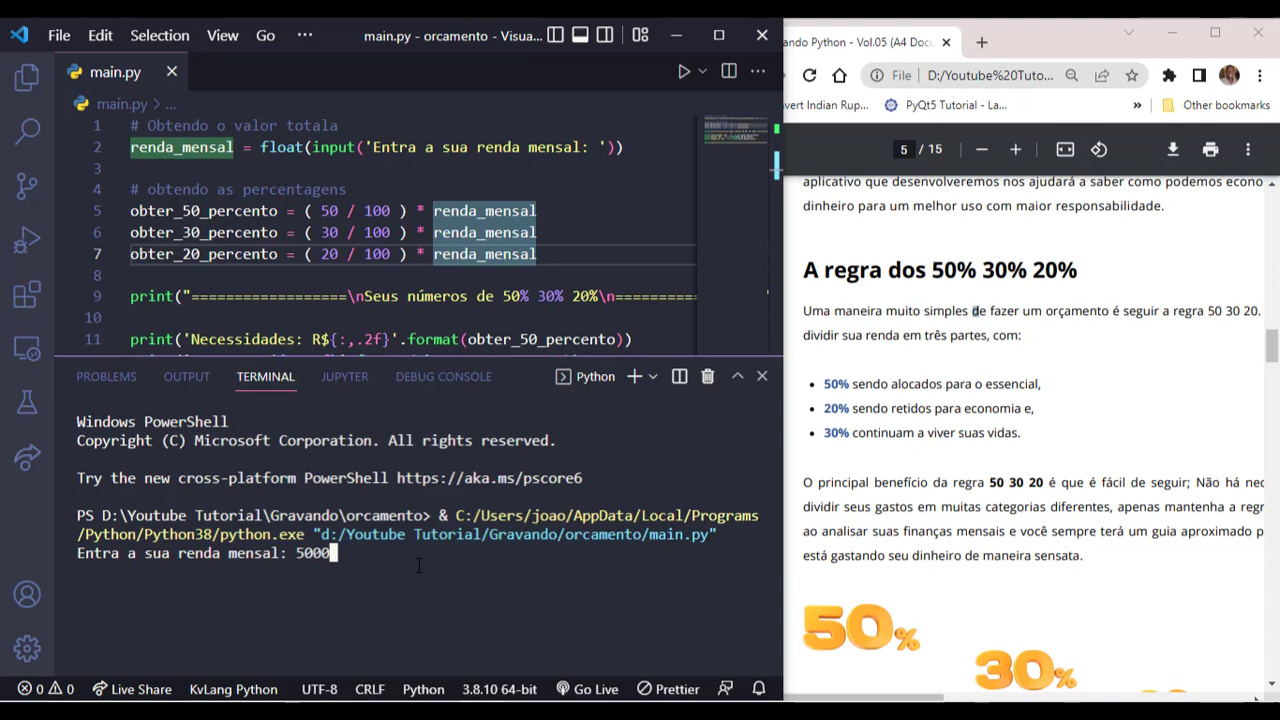 File Edit Selection View Go ··· main.py - orcamento - Visua...
main.py
main.py > ...
1 # Obtendo o valor totala
2 renda_mensal = float(input('Entra a sua renda mensal: '))
3
4 # obtendo as percentagens
5 obter_50_percento = ( 50 / 100 ) * renda_mensal
6 obter_30_percento = ( 30 / 100 ) * renda_mensal
7 obter_20_percento = ( 20 / 100 ) * renda_mensal
8
9 print("==================\nSeus números de 50% 30% 20%\n==========
10
11 print('Necessidades: R${:,.2f}'.format(obter_50_percento))
PROBLEMS OUTPUT TERMINAL JUPYTER DEBUG CONSOLE Python
Windows PowerShell
Copyright (C) Microsoft Corporation. All rights reserved.
Try the new cross-platform PowerShell https://aka.ms/pscore6
PS D:\Youtube Tutorial\Gravando\orcamento> & C:/Users/joao/AppData/Local/Programs
/Python/Python38/python.exe "d:/Youtube Tutorial/Gravando/orcamento/main.py"
Entra a sua renda mensal: 5000
0 0 Live Share KvLang Python UTF-8 CRLF Python 3.8.10 64-bit Go Live Prettier
ando Python - Vol.05 (A4 Docu
File D:/Youtube%20Tuto...
vert Indian Rup... PyQt5 Tutorial - La... » Other bookmarks
5 / 15
aplicativo que desenvolveremos nos ajudará a saber como podemos econo
dinheiro para um melhor uso com maior responsabilidade.
A regra dos 50% 30% 20%
Uma maneira muito simples de fazer um orçamento é seguir a regra 50 30 20.
dividir sua renda em três partes, com:
• 50% sendo alocados para o essencial,
• 20% sendo retidos para economia e,
• 30% continuam a viver suas vidas.
O principal benefício da regra 50 30 20 é que é fácil de seguir; Não há nec
dividir seus gastos em muitas categorias diferentes, apenas mantenha a regr
ao analisar suas finanças mensais e você sempre terá um guia aproximado p
está gastando seu dinheiro de maneira sensata.
50%
30%